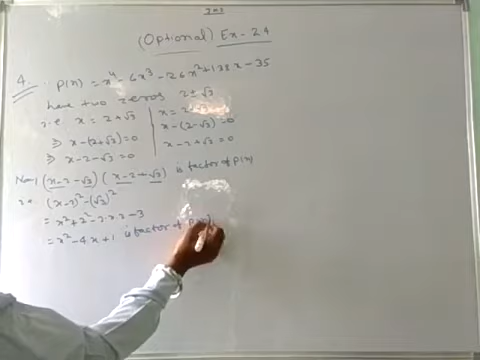 (Optional) Ex-2.4
4. P(x) = x⁴ - 6x³ - 26x² + 138x - 35
have two zeros 2±√3
i.e. x = 2+√3 | x = 2-√3
⇒ x-(2+√3)=0 | x-(2-√3)=0
⇒ x-2-√3=0 | x-2+√3=0
Now (x-2-√3)(x-2+√3) is factor of P(x)
i.e. (x-2)² - (√3)²
= x²+2²-2·x·2-3
= x²-4x+1 is factor of P(x)